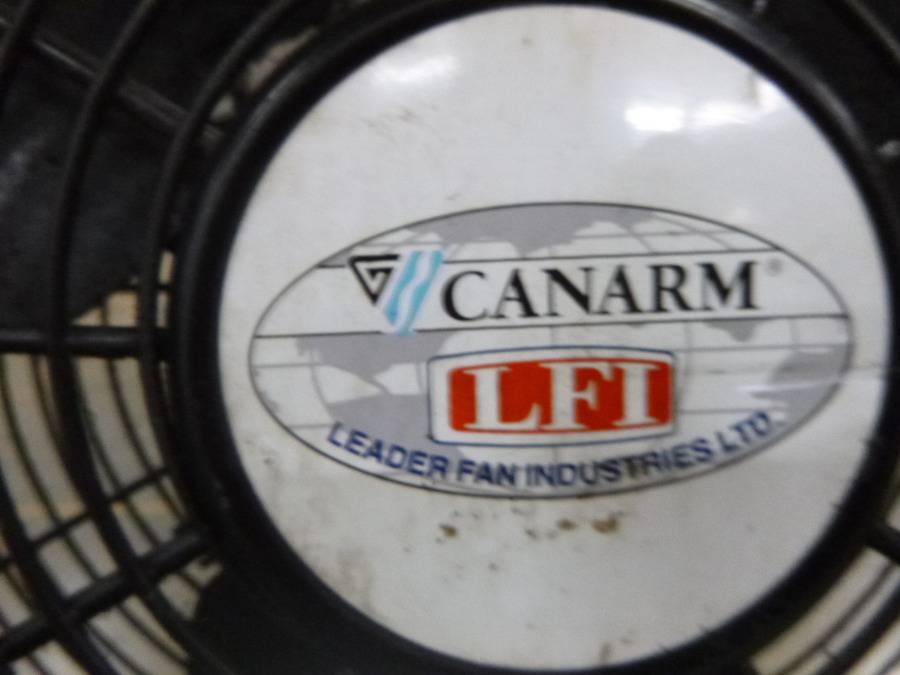 CANARM®
LFI
LEADER FAN INDUSTRIES LTD.